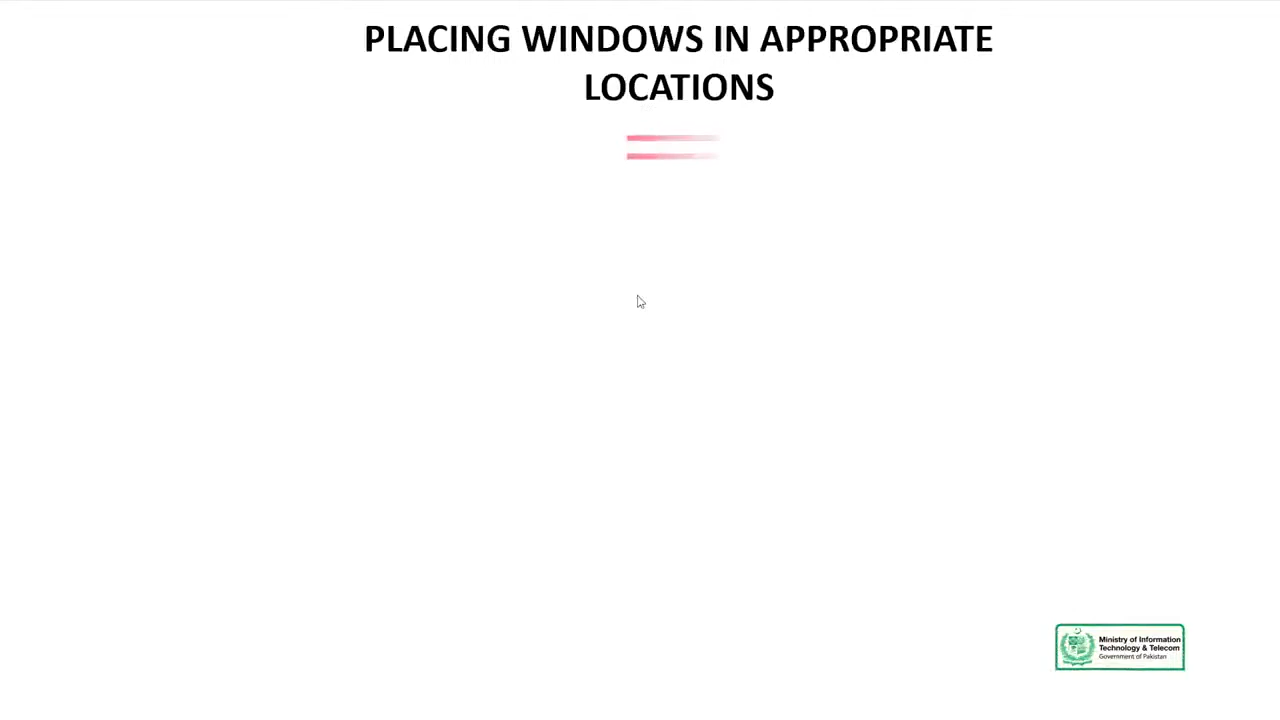 PLACING WINDOWS IN APPROPRIATE
LOCATIONS
Ministry of Information
Technology & Telecom
Government of Pakistan